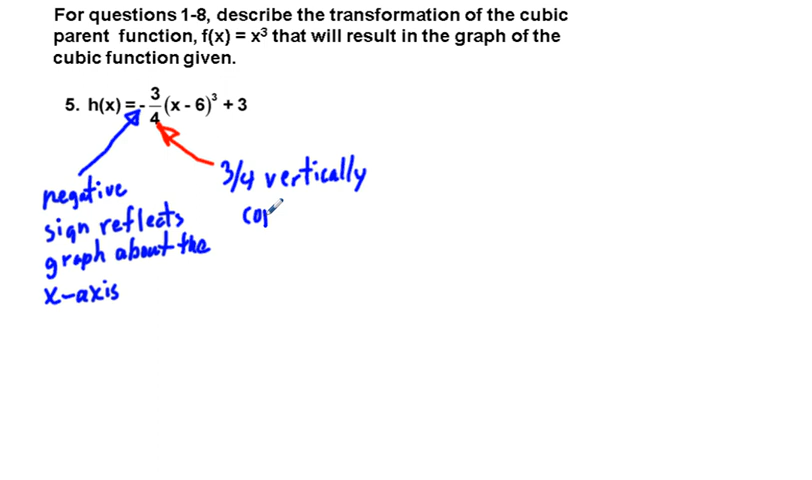 For questions 1-8, describe the transformation of the cubic
parent function, f(x) = x³ that will result in the graph of the
cubic function given.
5. h(x) = - 3/4 (x - 6)³ + 3
3/4 vertically
co
negative
sign reflects
graph about the
x-axis